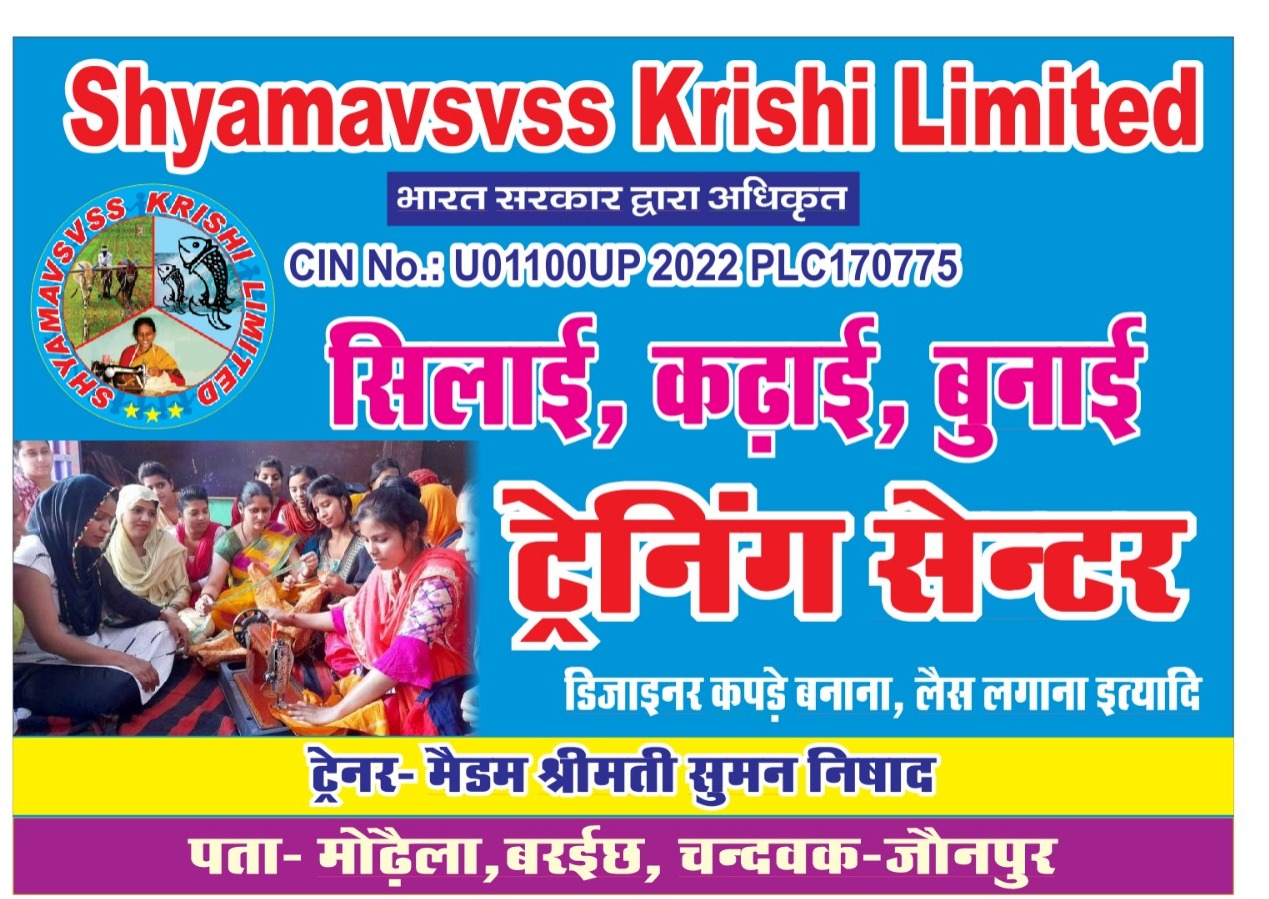 Shyamavsvss Krishi Limited
भारत सरकार द्वारा अधिकृत
SHYAMAVSVSS KRISHI LIMITED
CIN No.: U01100UP 2022 PLC170775
सिलाई, कढ़ाई, बुनाई
ट्रेनिंग सेन्टर
डिजाइनर कपड़े बनाना, लैस लगाना इत्यादि
ट्रेनर- मैडम श्रीमती सुमन निषाद
पता- मोढ़ैला,बरईछ, चन्दवक-जौनपुर